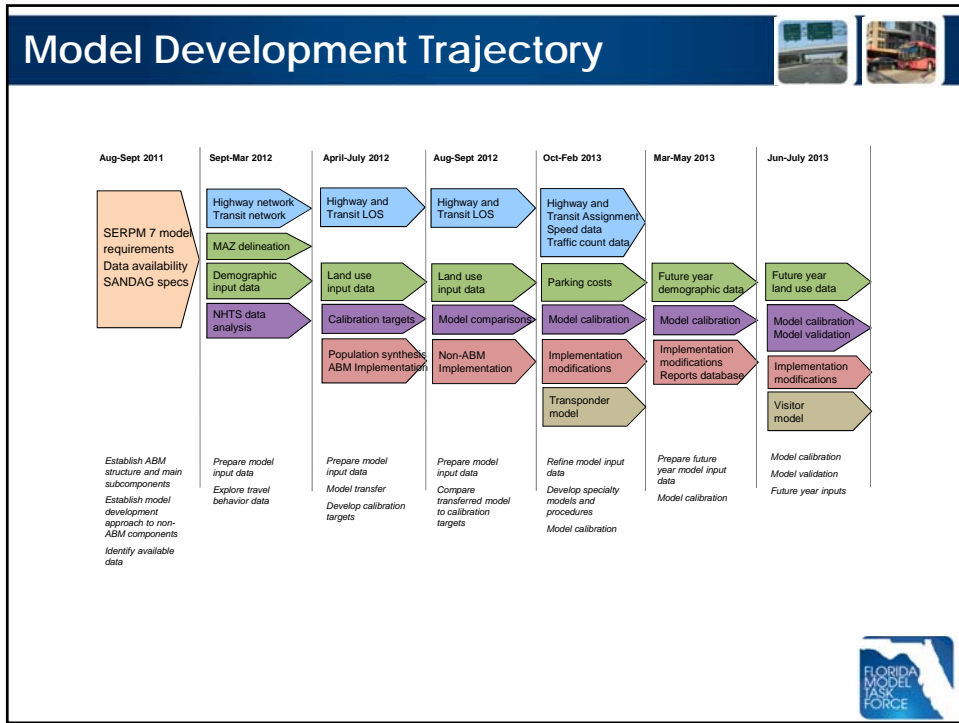 Model Development Trajectory
Aug-Sept 2011
Sept-Mar 2012
April-July 2012
Aug-Sept 2012
Oct-Feb 2013
Mar-May 2013
Jun-July 2013
SERPM 7 model
requirements
Data availability
SANDAG specs
Highway network
Transit network
MAZ delineation
Demographic
input data
NHTS data
analysis
Highway and
Transit LOS
Land use
input data
Calibration targets
Population synthesis
ABM Implementation
Highway and
Transit LOS
Land use
input data
Model comparisons
Non-ABM
Implementation
Highway and
Transit Assignment
Speed data
Traffic count data
Parking costs
Model calibration
Implementation
modifications
Transponder
model
Future year
demographic data
Model calibration
Implementation
modifications
Reports database
Future year
land use data
Model calibration
Model validation
Implementation
modifications
Visitor
model
Establish ABM
structure and main
subcomponents
Establish model
development
approach to non-
ABM components
Identify available
data
Prepare model
input data
Explore travel
behavior data
Prepare model
input data
Model transfer
Develop calibration
targets
Prepare model
input data
Compare
transferred model
to calibration
targets
Refine model input
data
Develop specialty
models and
procedures
Model calibration
Prepare future
year model input
data
Model calibration
Model calibration
Model validation
Future year inputs
FLORIDA
MODEL
TASK
FORCE